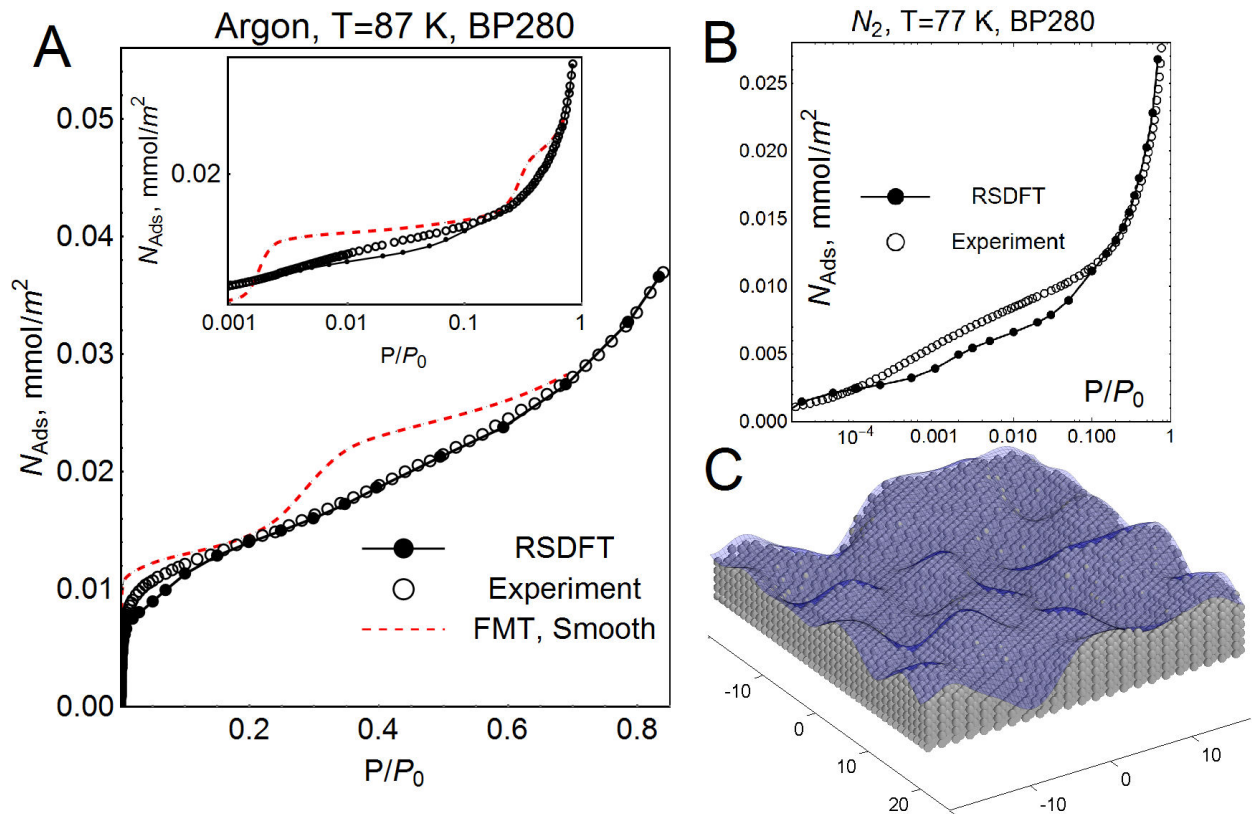 A
Argon, T=87 K, BP280
N_Ads, mmol/m²
0.05
0.04
0.03
0.02
0.01
0.00
0.2
0.4
0.6
0.8
P/P₀
N_Ads, mmol/m²
0.02
0.001
0.01
0.1
1
P/P₀
RSDFT
Experiment
FMT, Smooth
B
N₂, T=77 K, BP280
N_Ads, mmol/m²
0.025
0.020
0.015
0.010
0.005
0.000
RSDFT
Experiment
P/P₀
10⁻⁴
0.001
0.010
0.100
1
C
-10
0
10
20
-10
0
10